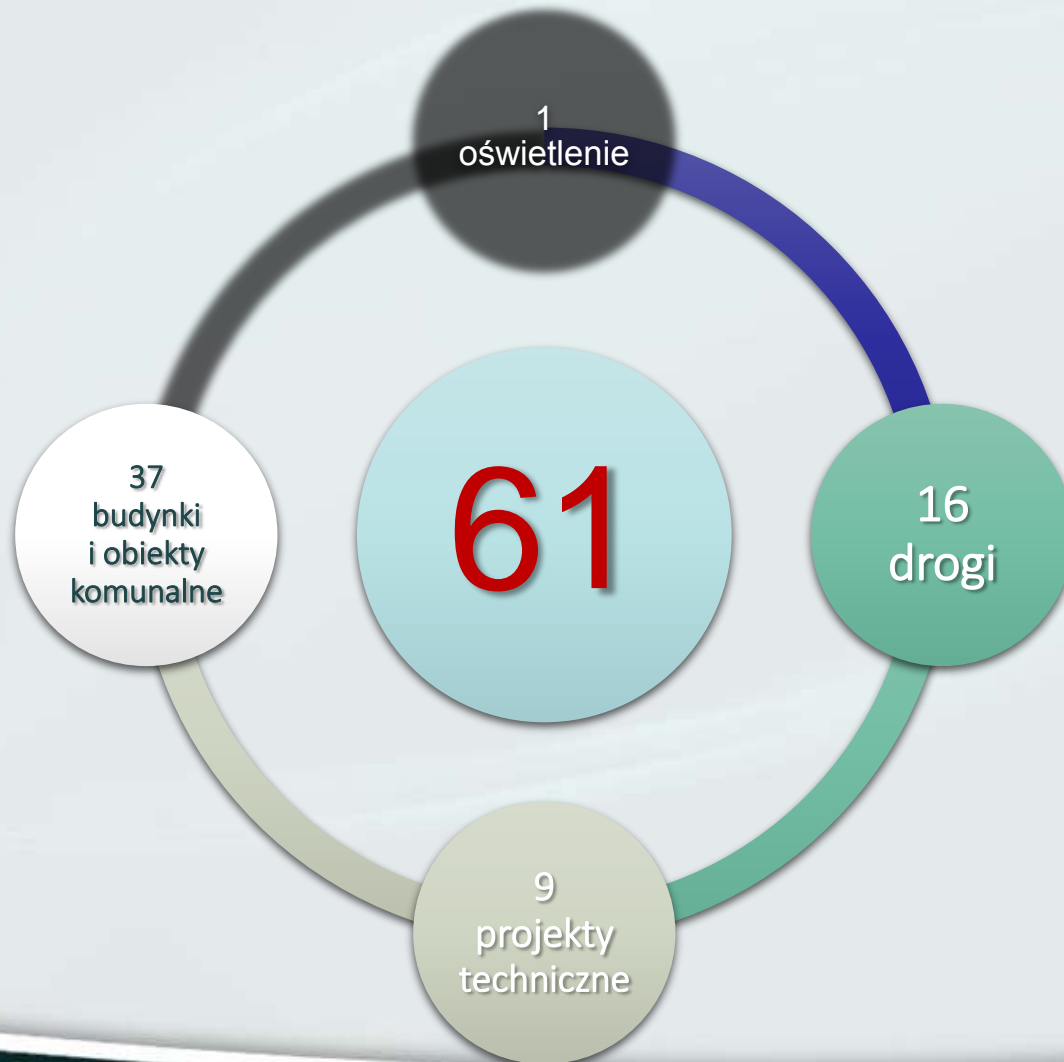 1
oświetlenie
37
budynki
i obiekty
komunalne
61
16
drogi
9
projekty
techniczne